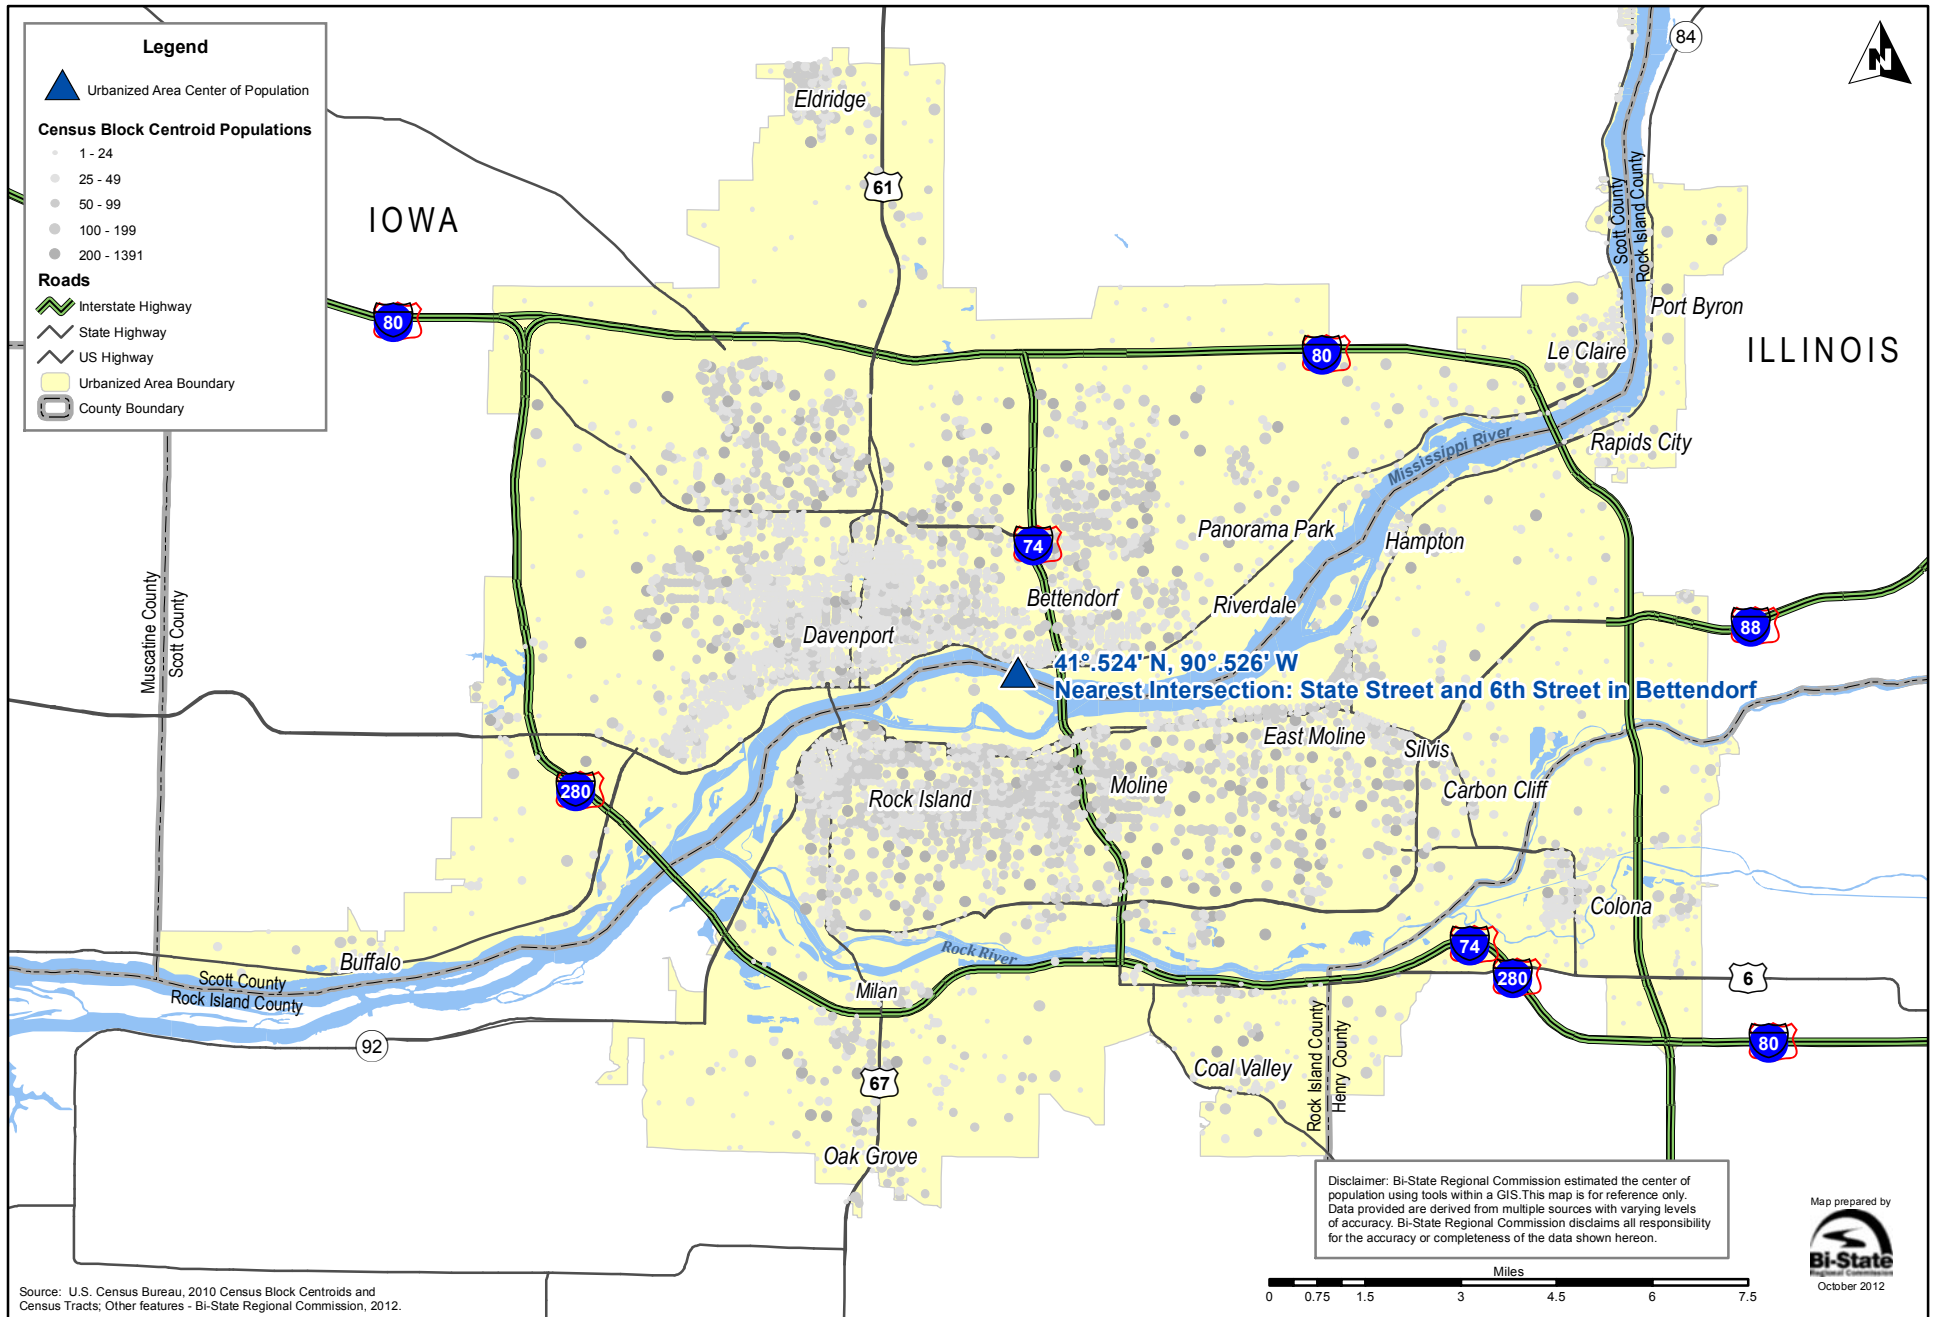 Legend
Urbanized Area Center of Population
Census Block Centroid Populations
1 - 24
25 - 49
50 - 99
100 - 199
200 - 1391
Roads
Interstate Highway
State Highway
US Highway
Urbanized Area Boundary
County Boundary
84
N
Eldridge
61
IOWA
Scott County
Rock Island County
Port Byron
80
80
Le Claire
ILLINOIS
Mississippi River
Rapids City
Panorama Park
Hampton
74
Bettendorf
Riverdale
88
Muscatine County
Scott County
Davenport
41°.524' N, 90°.526' W
Nearest Intersection: State Street and 6th Street in Bettendorf
East Moline
Silvis
280
Rock Island
Moline
Carbon Cliff
Colona
Rock River
74
Buffalo
Scott County
Rock Island County
280
6
Milan
92
80
67
Coal Valley
Rock Island County
Henry County
Oak Grove
Disclaimer: Bi-State Regional Commission estimated the center of
population using tools within a GIS.This map is for reference only.
Data provided are derived from multiple sources with varying levels
of accuracy. Bi-State Regional Commission disclaims all responsibility
for the accuracy or completeness of the data shown hereon.
Map prepared by
Bi-State
Regional Commission
October 2012
Miles
0 0.75 1.5 3 4.5 6 7.5
Source: U.S. Census Bureau, 2010 Census Block Centroids and
Census Tracts; Other features - Bi-State Regional Commission, 2012.